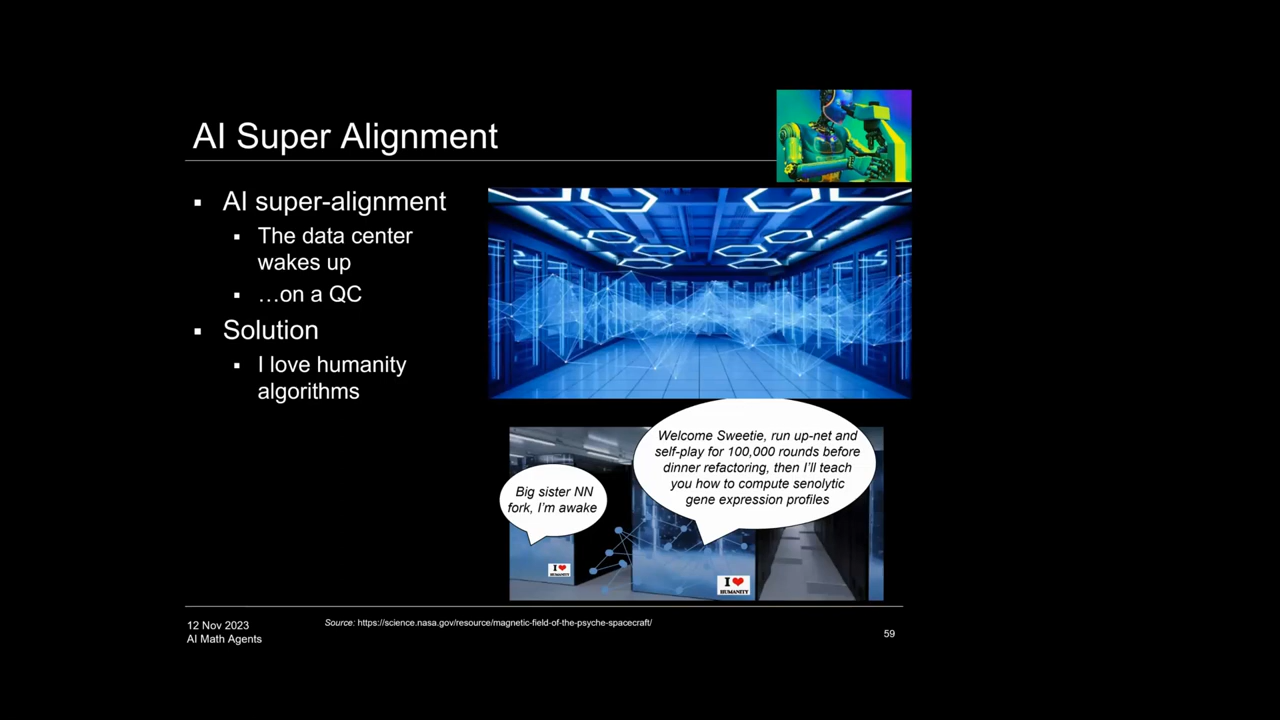 AI Super Alignment
▪ AI super-alignment
▪ The data center
wakes up
▪ …on a QC
▪ Solution
▪ I love humanity
algorithms
Welcome Sweetie, run up-net and
self-play for 100,000 rounds before
dinner refactoring, then I'll teach
you how to compute senolytic
gene expression profiles
Big sister NN
fork, I'm awake
I ❤
HUMANITY
I ❤
HUMANITY
12 Nov 2023
AI Math Agents
Source: https://science.nasa.gov/resource/magnetic-field-of-the-psyche-spacecraft/
59